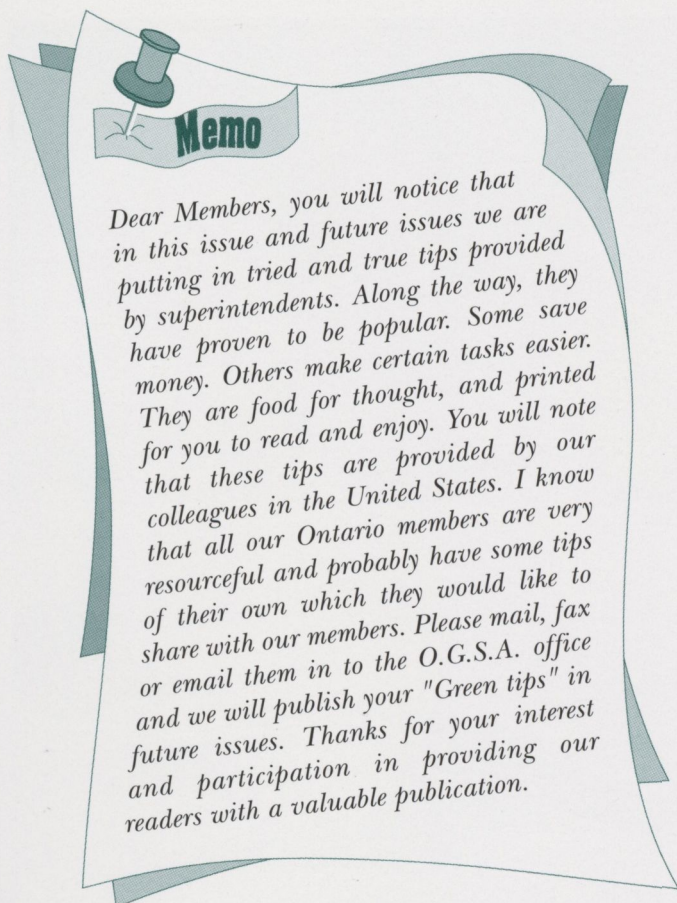 Memo
Dear Members, you will notice that
in this issue and future issues we are
putting in tried and true tips provided
by superintendents. Along the way, they
have proven to be popular. Some save
money. Others make certain tasks easier.
They are food for thought, and printed
for you to read and enjoy. You will note
that these tips are provided by our
colleagues in the United States. I know
that all our Ontario members are very
resourceful and probably have some tips
of their own which they would like to
share with our members. Please mail, fax
or email them in to the O.G.S.A. office
and we will publish your "Green tips" in
future issues. Thanks for your interest
and participation in providing our
readers with a valuable publication.